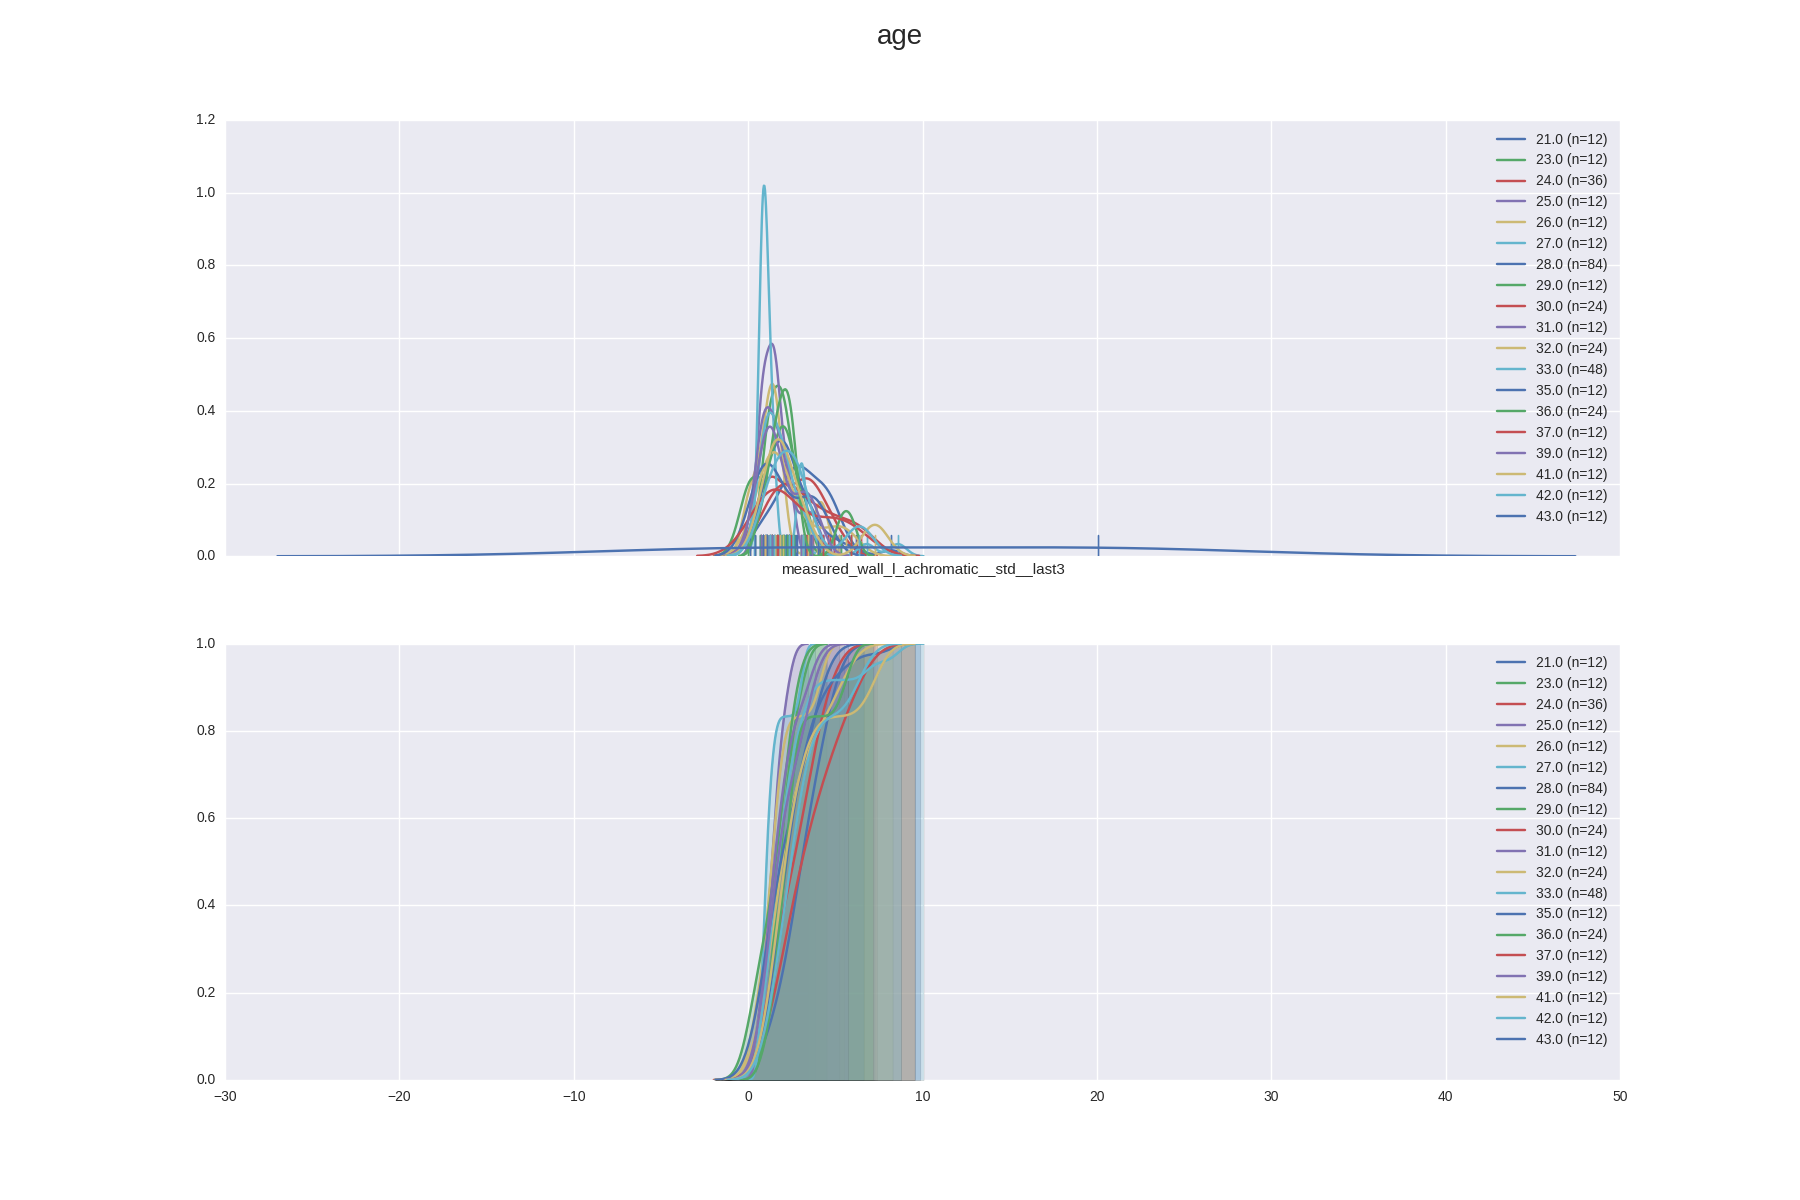 age
1.2
1.0
0.8
0.6
0.4
0.2
0.0
21.0 (n=12)
23.0 (n=12)
24.0 (n=36)
25.0 (n=12)
26.0 (n=12)
27.0 (n=12)
28.0 (n=84)
29.0 (n=12)
30.0 (n=24)
31.0 (n=12)
32.0 (n=24)
33.0 (n=48)
35.0 (n=12)
36.0 (n=24)
37.0 (n=12)
39.0 (n=12)
41.0 (n=12)
42.0 (n=12)
43.0 (n=12)
measured_wall_l_achromatic__std__last3
1.0
0.8
0.6
0.4
0.2
0.0
21.0 (n=12)
23.0 (n=12)
24.0 (n=36)
25.0 (n=12)
26.0 (n=12)
27.0 (n=12)
28.0 (n=84)
29.0 (n=12)
30.0 (n=24)
31.0 (n=12)
32.0 (n=24)
33.0 (n=48)
35.0 (n=12)
36.0 (n=24)
37.0 (n=12)
39.0 (n=12)
41.0 (n=12)
42.0 (n=12)
43.0 (n=12)
−30 −20 −10 0 10 20 30 40 50